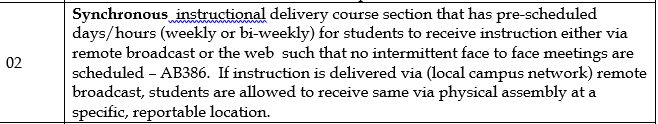 Synchronous  instructional delivery course section that has pre-scheduled
days/hours (weekly or bi-weekly) for students to receive instruction either via
02
remote broadcast or the web  such that no intermittent face to face meetings are
scheduled – AB386.  If instruction is delivered via (local campus network) remote
broadcast, students are allowed to receive same via physical assembly at a
specific, reportable location.